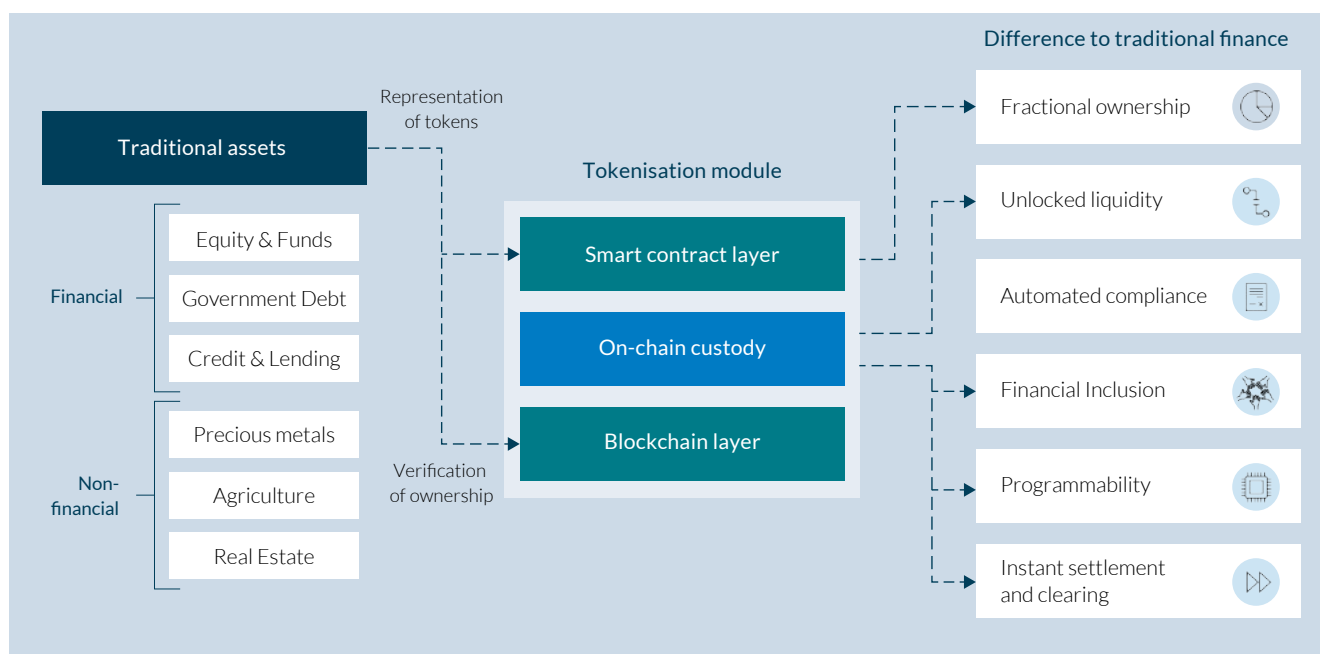 Difference to traditional finance
Representation
of tokens
Traditional assets
Financial
Equity & Funds
Government Debt
Credit & Lending
Non-
financial
Precious metals
Agriculture
Real Estate
Verification
of ownership
Tokenisation module
Smart contract layer
On-chain custody
Blockchain layer
Fractional ownership
Unlocked liquidity
Automated compliance
Financial Inclusion
Programmability
Instant settlement
and clearing